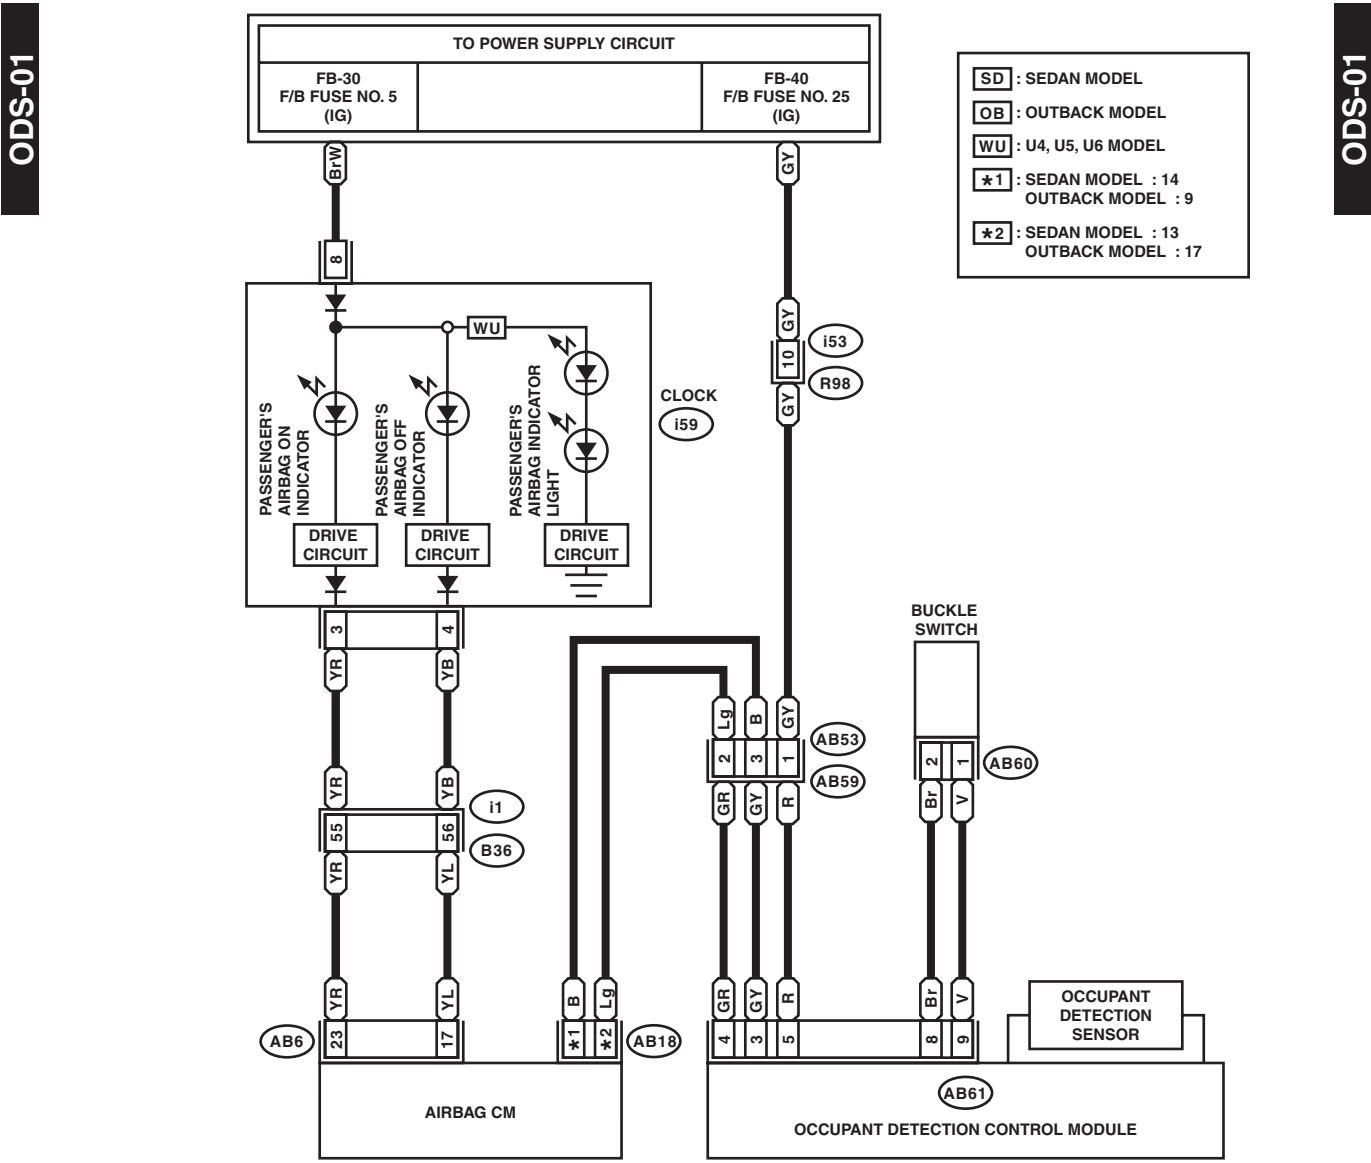 ODS-01
ODS-01
TO POWER SUPPLY CIRCUIT
FB-30
F/B FUSE NO. 5
(IG)
FB-40
F/B FUSE NO. 25
(IG)
SD : SEDAN MODEL
OB : OUTBACK MODEL
WU : U4, U5, U6 MODEL
*1 : SEDAN MODEL : 14
OUTBACK MODEL : 9
*2 : SEDAN MODEL : 13
OUTBACK MODEL : 17
BrW
GY
8
GY
10
i53
R98
GY
WU
PASSENGER'S
AIRBAG ON
INDICATOR
PASSENGER'S
AIRBAG OFF
INDICATOR
PASSENGER'S
AIRBAG INDICATOR
LIGHT
CLOCK
i59
DRIVE
CIRCUIT
DRIVE
CIRCUIT
DRIVE
CIRCUIT
3
4
YR
YB
YR
YB
i1
55
56
B36
YR
YL
YR
YL
AB6
23
17
AIRBAG CM
B
Lg
*1
*2
AB18
Lg
B
GY
AB53
2
3
1
AB59
GR
GY
R
BUCKLE
SWITCH
2
1
AB60
Br
V
GR
GY
R
Br
V
4
3
5
8
9
OCCUPANT
DETECTION
SENSOR
AB61
OCCUPANT DETECTION CONTROL MODULE